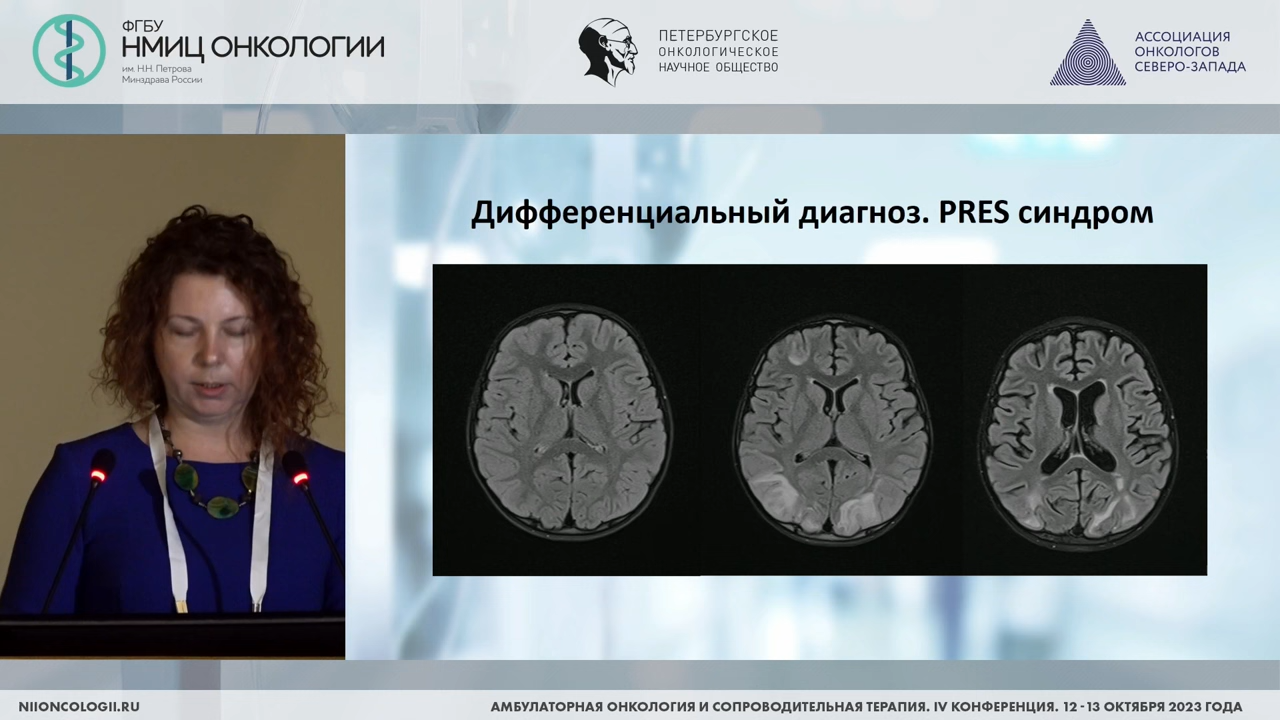 ФГБУ
НМИЦ ОНКОЛОГИИ
им. Н.Н. Петрова
Минздрава России
ПЕТЕРБУРГСКОЕ
ОНКОЛОГИЧЕСКОЕ
НАУЧНОЕ ОБЩЕСТВО
АССОЦИАЦИЯ
ОНКОЛОГОВ
СЕВЕРО-ЗАПАДА
Дифференциальный диагноз. PRES синдром
NIIONCOLOGII.RU
АМБУЛАТОРНАЯ ОНКОЛОГИЯ И СОПРОВОДИТЕЛЬНАЯ ТЕРАПИЯ. IV КОНФЕРЕНЦИЯ. 12-13 ОКТЯБРЯ 2023 ГОДА